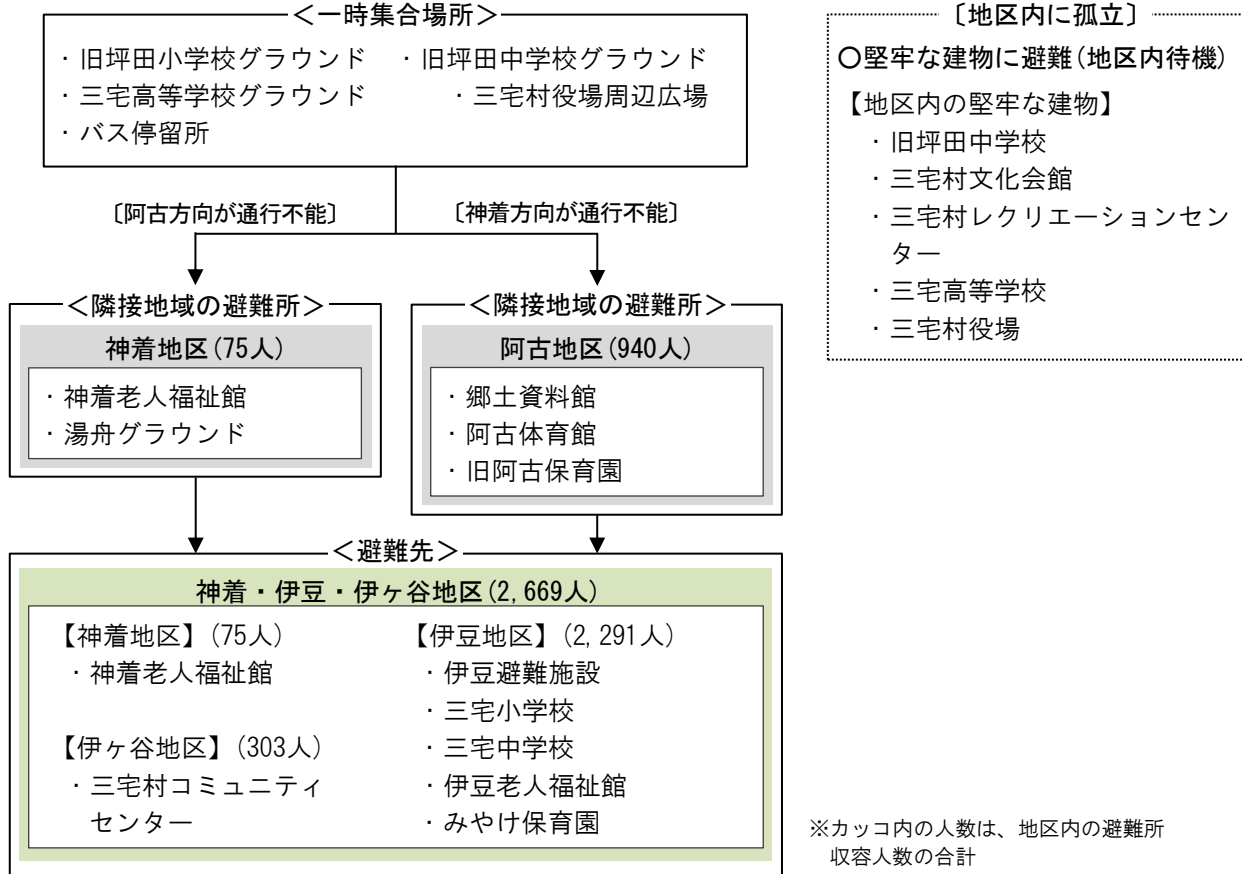 ＜一時集合場所＞
・旧坪田小学校グラウンド ・旧坪田中学校グラウンド
・三宅高等学校グラウンド ・三宅村役場周辺広場
・バス停留所
〔地区内に孤立〕
〇堅牢な建物に避難(地区内待機)
【地区内の堅牢な建物】
・旧坪田中学校
・三宅村文化会館
・三宅村レクリエーションセン
ター
・三宅高等学校
・三宅村役場
〔阿古方向が通行不能〕
〔神着方向が通行不能〕
＜隣接地域の避難所＞
神着地区(75人)
・神着老人福祉館
・湯舟グラウンド
＜隣接地域の避難所＞
阿古地区(940人)
・郷土資料館
・阿古体育館
・旧阿古保育園
＜避難先＞
神着・伊豆・伊ヶ谷地区(2,669人)
【神着地区】(75人)
・神着老人福祉館
【伊ヶ谷地区】(303人)
・三宅村コミュニティ
センター
【伊豆地区】(2,291人)
・伊豆避難施設
・三宅小学校
・三宅中学校
・伊豆老人福祉館
・みやけ保育園
※カッコ内の人数は、地区内の避難所
収容人数の合計